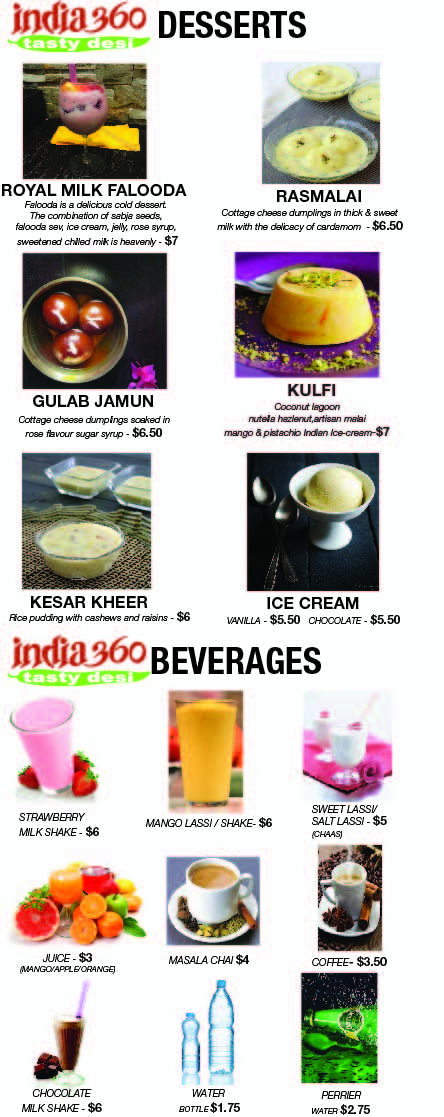 india360
tasty desi
DESSERTS
ROYAL MILK FALOODA
Falooda is a delicious cold dessert.
The combination of sabja seeds,
falooda sev, ice cream, jelly, rose syrup,
sweetened chilled milk is heavenly - $7
RASMALAI
Cottage cheese dumplings in thick & sweet
milk with the delicacy of cardamom - $6.50
GULAB JAMUN
Cottage cheese dumplings soaked in
rose flavour sugar syrup - $6.50
KULFI
Coconut lagoon
nutella hazlenut,artisan malai
mango & pistachio Indian Ice-cream-$7
KESAR KHEER
Rice pudding with cashews and raisins - $6
ICE CREAM
VANILLA - $5.50 CHOCOLATE - $5.50
india360
tasty desi
BEVERAGES
STRAWBERRY
MILK SHAKE - $6
MANGO LASSI / SHAKE- $6
SWEET LASSI/
SALT LASSI - $5
(CHAAS)
JUICE - $3
(MANGO/APPLE/ORANGE)
MASALA CHAI $4
COFFEE- $3.50
CHOCOLATE
MILK SHAKE - $6
WATER
BOTTLE $1.75
PERRIER
WATER $2.75